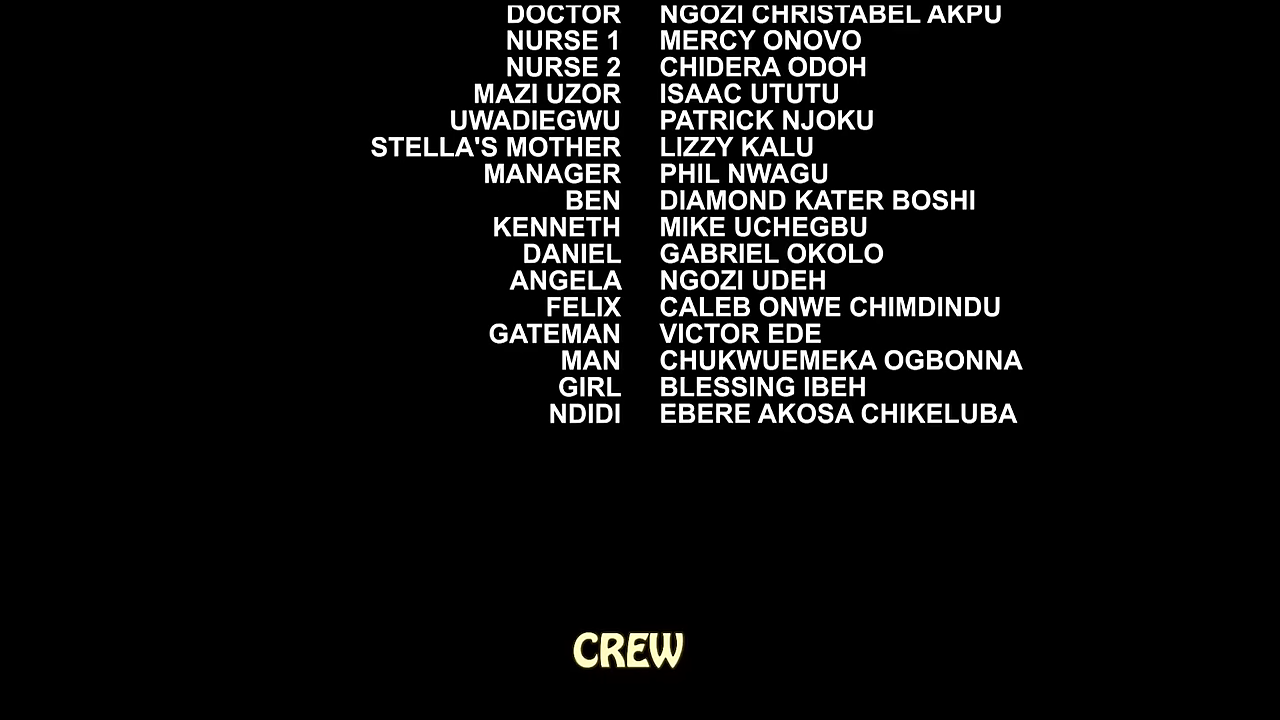 DOCTOR NGOZI CHRISTABEL AKPU
NURSE 1 MERCY ONOVO
NURSE 2 CHIDERA ODOH
MAZI UZOR ISAAC UTUTU
UWADIEGWU PATRICK NJOKU
STELLA'S MOTHER LIZZY KALU
MANAGER PHIL NWAGU
BEN DIAMOND KATER BOSHI
KENNETH MIKE UCHEGBU
DANIEL GABRIEL OKOLO
ANGELA NGOZI UDEH
FELIX CALEB ONWE CHIMDINDU
GATEMAN VICTOR EDE
MAN CHUKWUEMEKA OGBONNA
GIRL BLESSING IBEH
NDIDI EBERE AKOSA CHIKELUBA
CREW